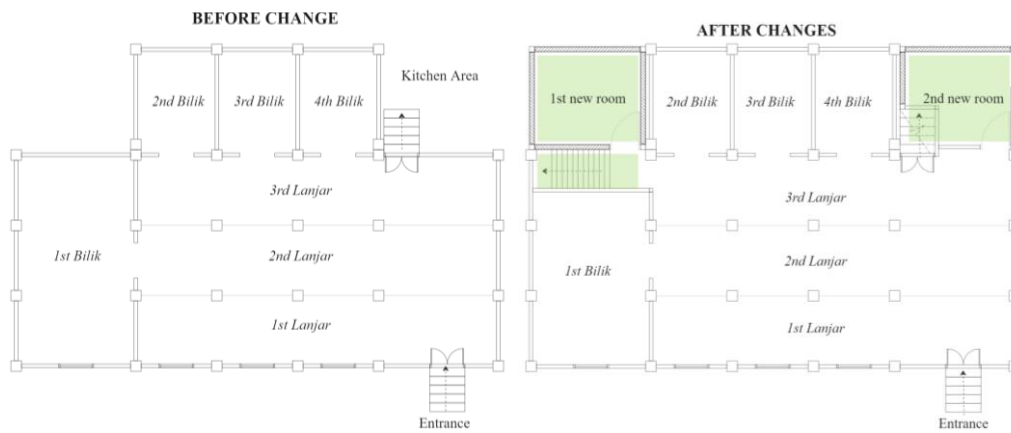 BEFORE CHANGE
Kitchen Area
2nd Bilik
3rd Bilik
4th Bilik
3rd Lanjar
1st Bilik
2nd Lanjar
1st Lanjar
Entrance
AFTER CHANGES
1st new room
2nd Bilik
3rd Bilik
4th Bilik
2nd new room
3rd Lanjar
2nd Lanjar
1st Bilik
1st Lanjar
Entrance